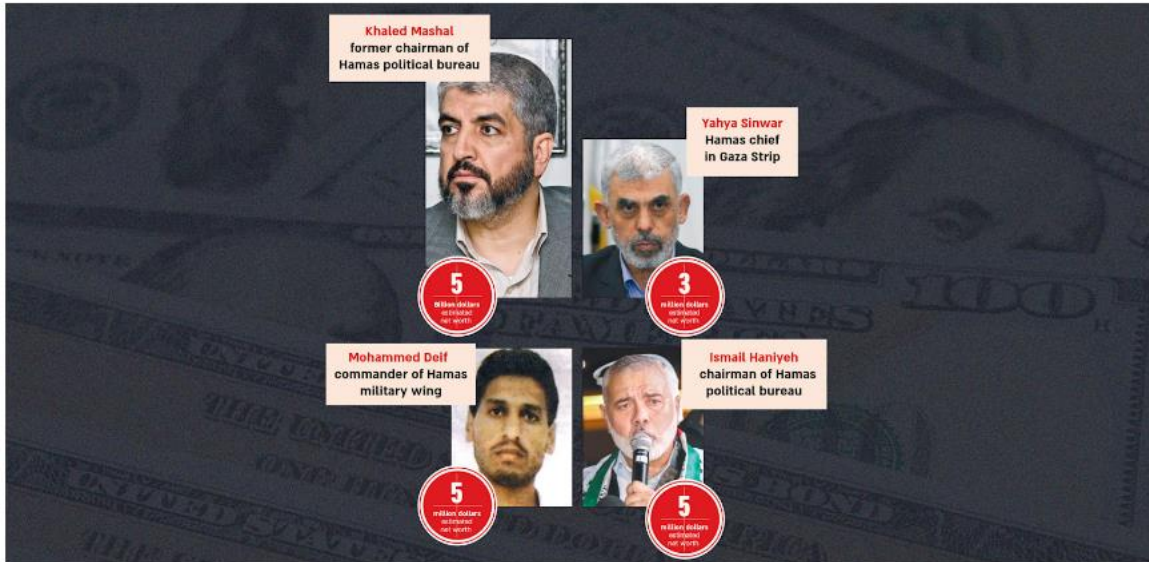 Khaled Mashal
former chairman of
Hamas political bureau
Yahya Sinwar
Hamas chief
in Gaza Strip
5
Billion dollars
estimated
net worth
3
million dollars
estimated
net worth
Mohammed Deif
commander of Hamas
military wing
Ismail Haniyeh
chairman of Hamas
political bureau
5
million dollars
estimated
net worth
5
million dollars
estimated
net worth
100